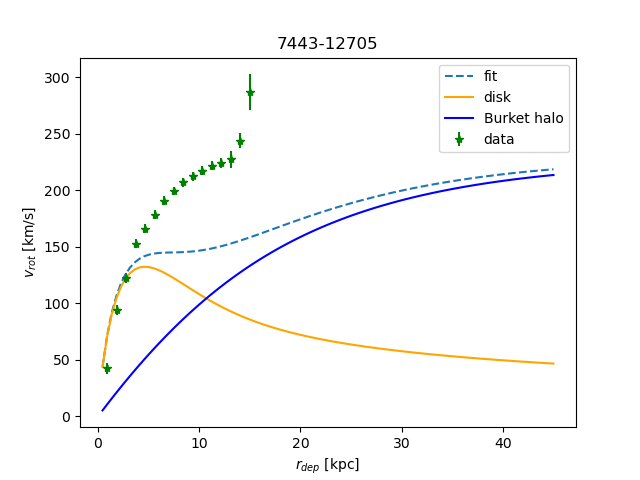 7443-12705
fit
disk
Burket halo
data
300
250
200
150
100
50
0
v_rot [km/s]
0 10 20 30 40
r_dep [kpc]